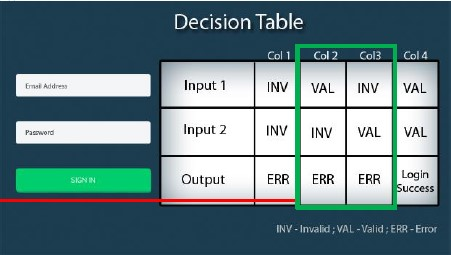 Decision Table
Col 1 Col 2 Col3 Col 4
Email Address
Input 1 INV VAL INV VAL
Password
Input 2 INV INV VAL VAL
SIGN IN
Output ERR ERR ERR Login Success
INV - Invalid ; VAL - Valid ; ERR - Error